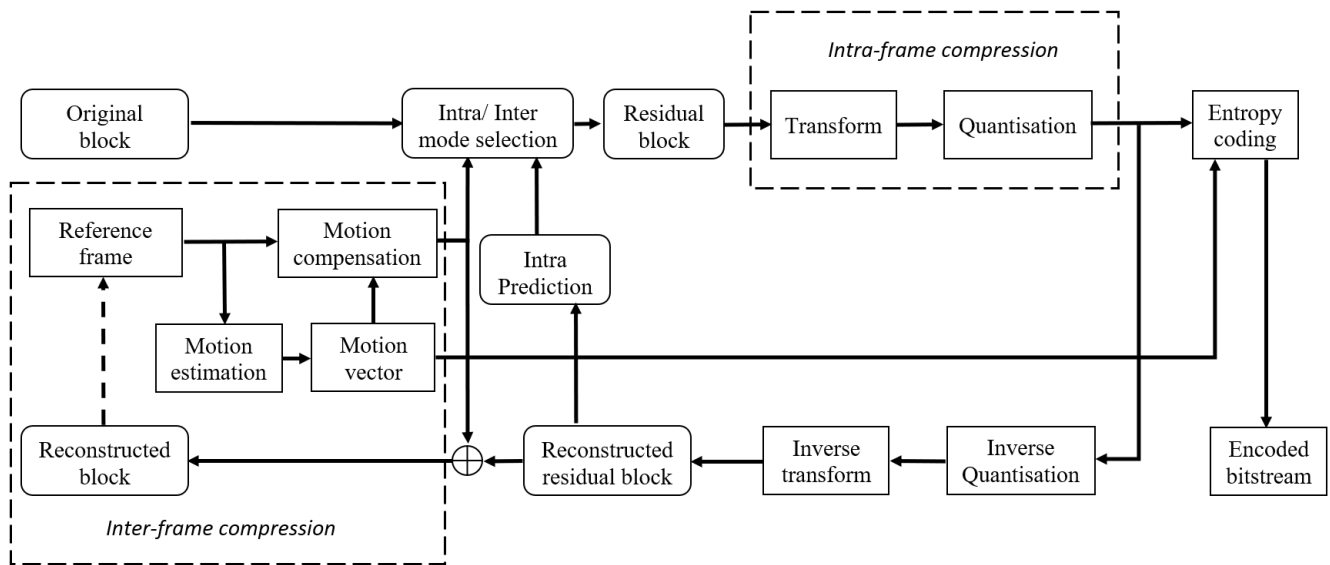 Intra-frame compression
Original
block
Intra/ Inter
mode selection
Residual
block
Transform
Quantisation
Entropy
coding
Reference
frame
Motion
compensation
Intra
Prediction
Motion
estimation
Motion
vector
Reconstructed
block
Reconstructed
residual block
Inverse
transform
Inverse
Quantisation
Encoded
bitstream
Inter-frame compression